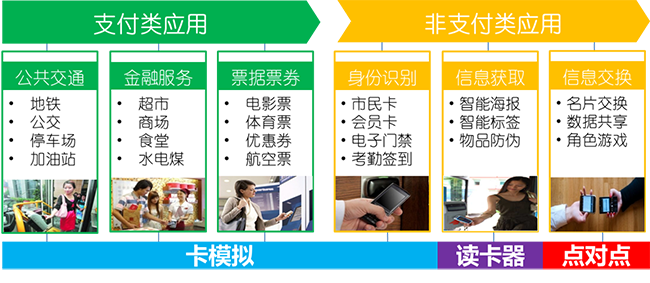 支付类应用
非支付类应用
公共交通
• 地铁
• 公交
• 停车场
• 加油站
金融服务
• 超市
• 商场
• 食堂
• 水电煤
票据票券
• 电影票
• 体育票
• 优惠券
• 航空票
身份识别
• 市民卡
• 会员卡
• 电子门禁
• 考勤签到
信息获取
• 智能海报
• 智能标签
• 物品防伪
信息交换
• 名片交换
• 数据共享
• 角色游戏
卡模拟
读卡器
点对点